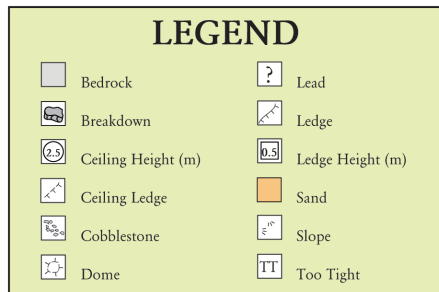 LEGEND
Bedrock
? Lead
Breakdown
Ledge
2.5 Ceiling Height (m)
0.5 Ledge Height (m)
Ceiling Ledge
Sand
Cobblestone
Slope
Dome
TT Too Tight